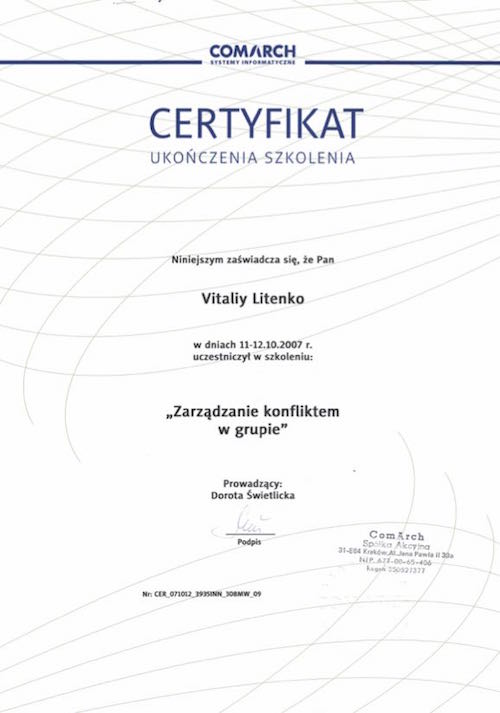 COMARCH
SYSTEMY INFORMATYCZNE
CERTYFIKAT
UKOŃCZENIA SZKOLENIA
Niniejszym zaświadcza się, że Pan
Vitaliy Litenko
w dniach 11-12.10.2007 r.
uczestniczył w szkoleniu:
„Zarządzanie konfliktem
w grupie”
Prowadzący:
Dorota Świetlicka
Podpis
ComArch
Spółka Akcyjna
31-864 Kraków, Al. Jana Pawła II 39a
NIP 677-00-65-406
Regon 350527377
Nr: CER_071012_3935INN_308MW_09